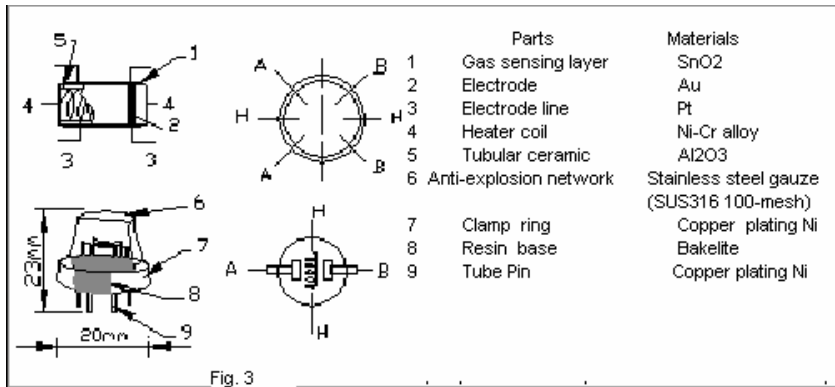 Parts Materials
1 Gas sensing layer SnO2
2 Electrode Au
3 Electrode line Pt
4 Heater coil Ni-Cr alloy
5 Tubular ceramic Al2O3
6 Anti-explosion network Stainless steel gauze
(SUS316 100-mesh)
7 Clamp ring Copper plating Ni
8 Resin base Bakelite
9 Tube Pin Copper plating Ni
5
1
4
4
2
3
3
A
B
H
H
A
B
6
7
8
9
23mm
20mm
H
A
B
H
Fig. 3